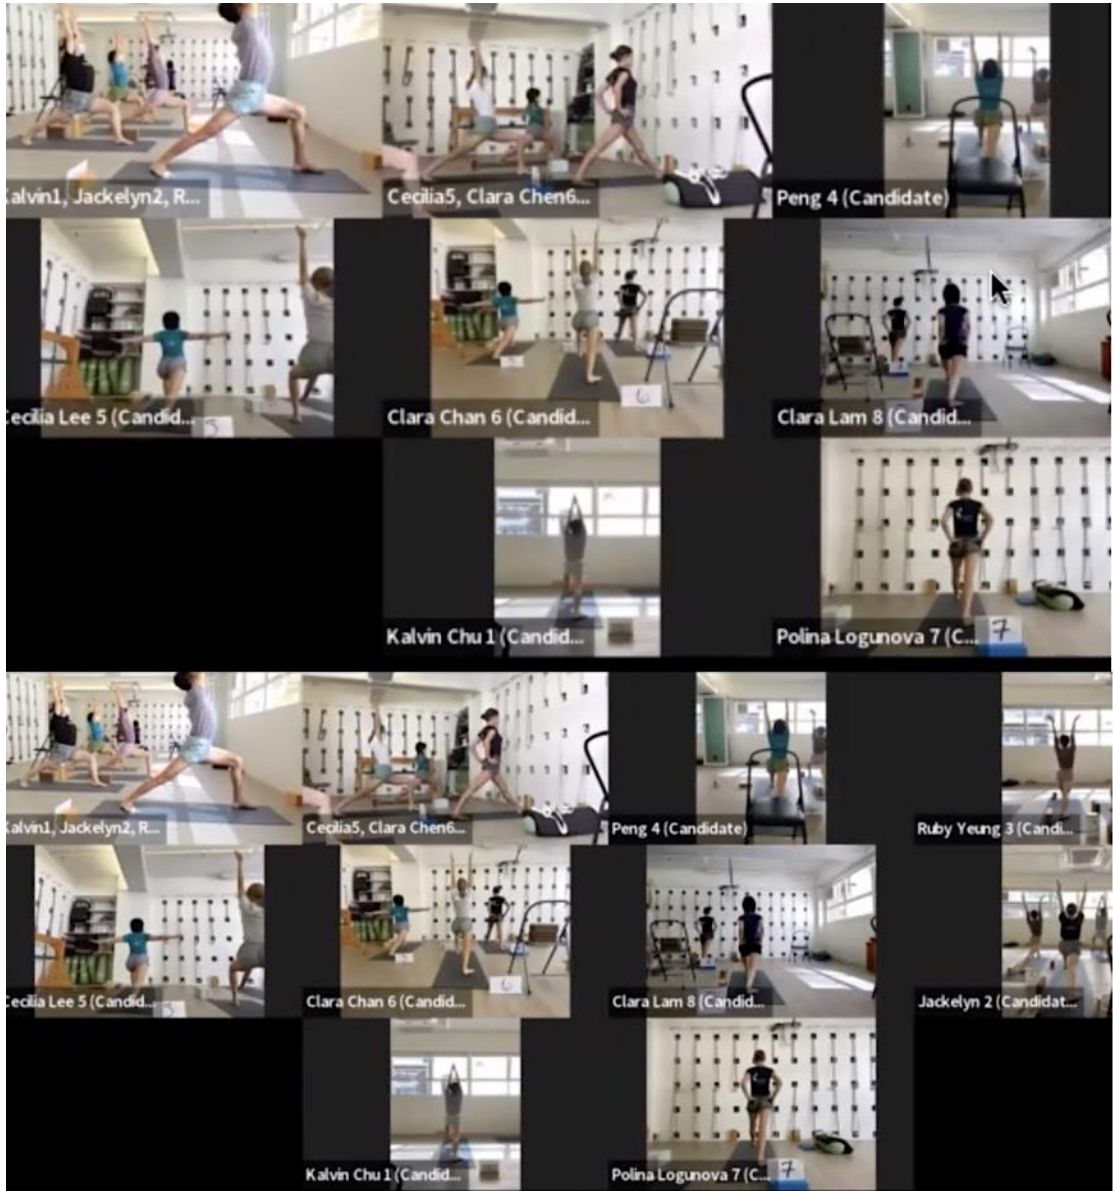 Kalvin1, Jackelyn2, R...
Cecilia5, Clara Chen6...
Peng 4 (Candidate)
Cecilia Lee 5 (Candid...
5
Clara Chan 6 (Candid...
6
Clara Lam 8 (Candid...
Kalvin Chu 1 (Candid...
Polina Logunova 7 (C...
7
Kalvin1, Jackelyn2, R...
Cecilia5, Clara Chen6...
Peng 4 (Candidate)
Ruby Yeung 3 (Candi...
Cecilia Lee 5 (Candid...
5
Clara Chan 6 (Candid...
6
Clara Lam 8 (Candid...
Jackelyn 2 (Candidat...
Kalvin Chu 1 (Candid...
Polina Logunova 7 (C...
7